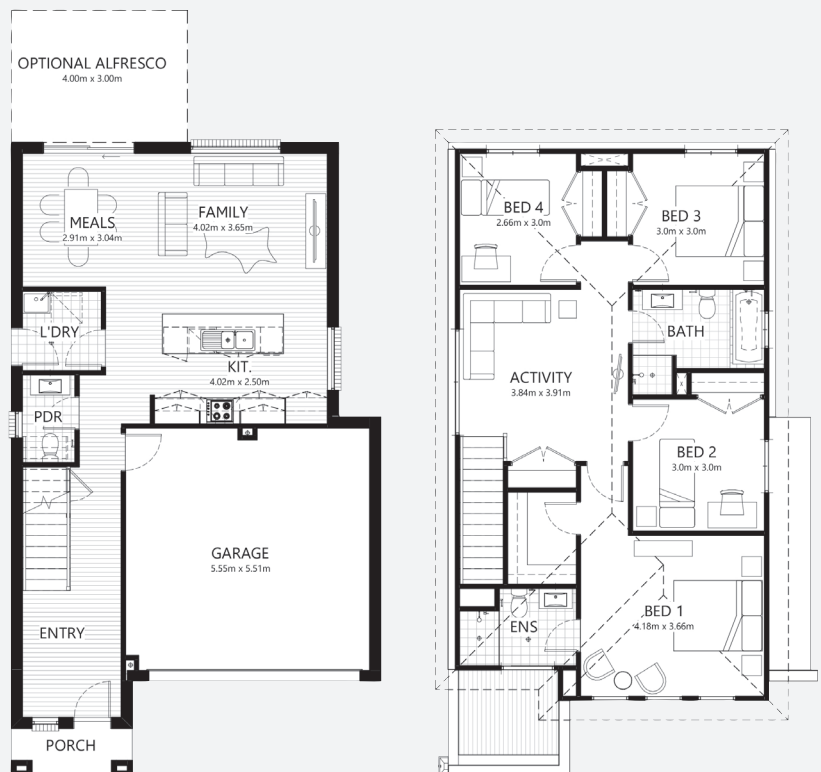 OPTIONAL ALFRESCO
4.00m x 3.00m
MEALS
2.91m x 3.04m
FAMILY
4.02m x 3.65m
L'DRY
KIT.
4.02m x 2.50m
PDR
GARAGE
5.55m x 5.51m
ENTRY
PORCH
BED 4
2.66m x 3.0m
BED 3
3.0m x 3.0m
BATH
ACTIVITY
3.84m x 3.91m
BED 2
3.0m x 3.0m
BED 1
4.18m x 3.66m
ENS